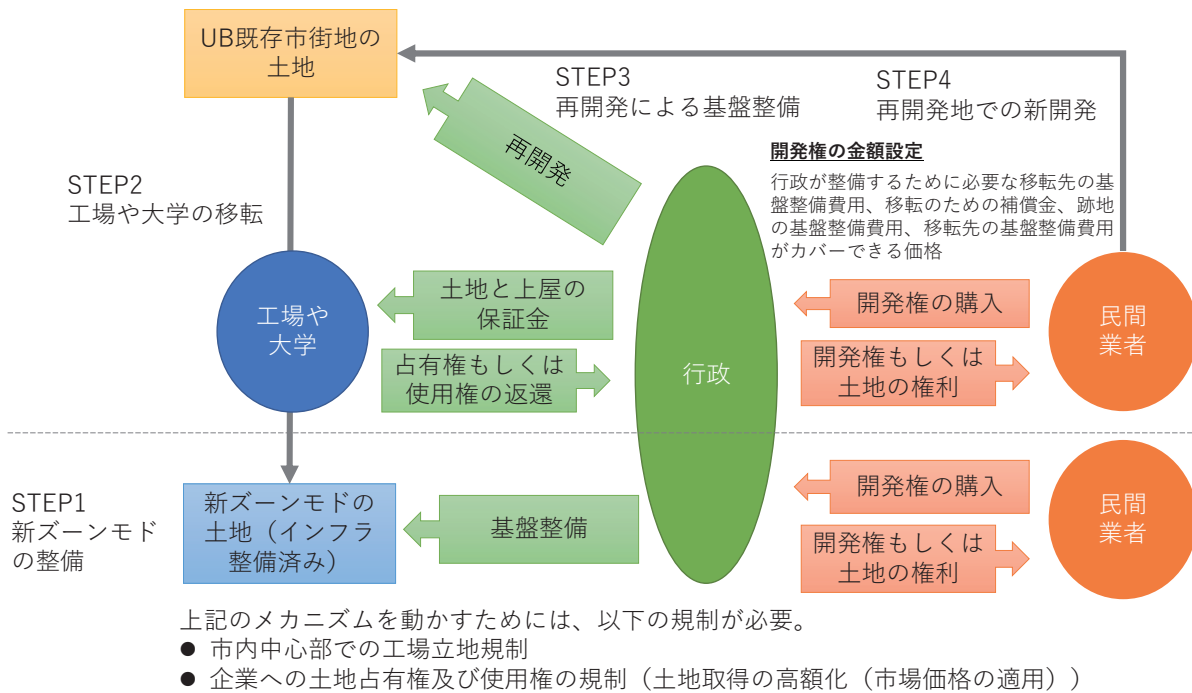 UB既存市街地の
土地
STEP3
再開発による基盤整備
STEP4
再開発地での新開発
再開発
開発権の金額設定
行政が整備するために必要な移転先の基
盤整備費用、移転のための補償金、跡地
の基盤整備費用、移転先の基盤整備費用
がカバーできる価格
STEP2
工場や大学の移転
工場や
大学
土地と上屋の
保証金
占有権もしくは
使用権の返還
行政
開発権の購入
開発権もしくは
土地の権利
民間
業者
STEP1
新ズーンモド
の整備
新ズーンモドの
土地（インフラ
整備済み）
基盤整備
開発権の購入
開発権もしくは
土地の権利
民間
業者
上記のメカニズムを動かすためには、以下の規制が必要。
● 市内中心部での工場立地規制
● 企業への土地占有権及び使用権の規制（土地取得の高額化（市場価格の適用））